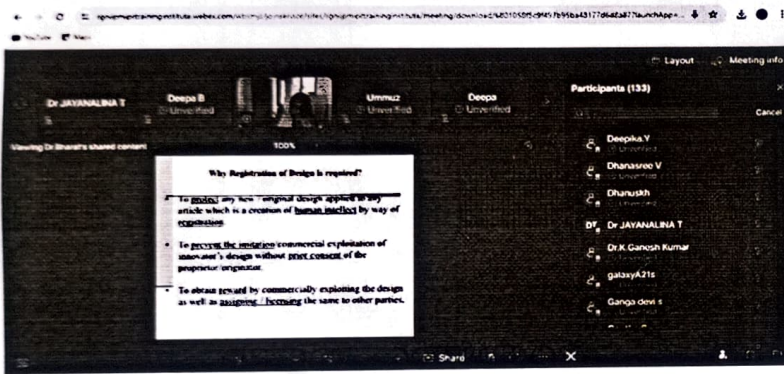 YouTube
Layout
Meeting info
Dr JAYANALINA T
Deepa B
Unverified
Ummuz
Unverified
Deepa
Unverified
Participants (133)
Cancel
Viewing Dr.Bharat's shared content
100%
Deepika.Y
Unverified
Dhanasree V
Unverified
Dhanuskh
DT Dr JAYANALINA T
Dr.K.Ganesh Kumar
galaxyA21s
Ganga devi s
Why Registration of Design is required?
• To protect any new / original design applied to any
article which is a creation of human intellect by way of
registration.
• To prevent the imitation/commercial exploitation of
innovator's design without prior consent of the
proprietor/originator.
• To obtain reward by commercially exploiting the design
as well as assigning / licensing the same to other parties.
Share